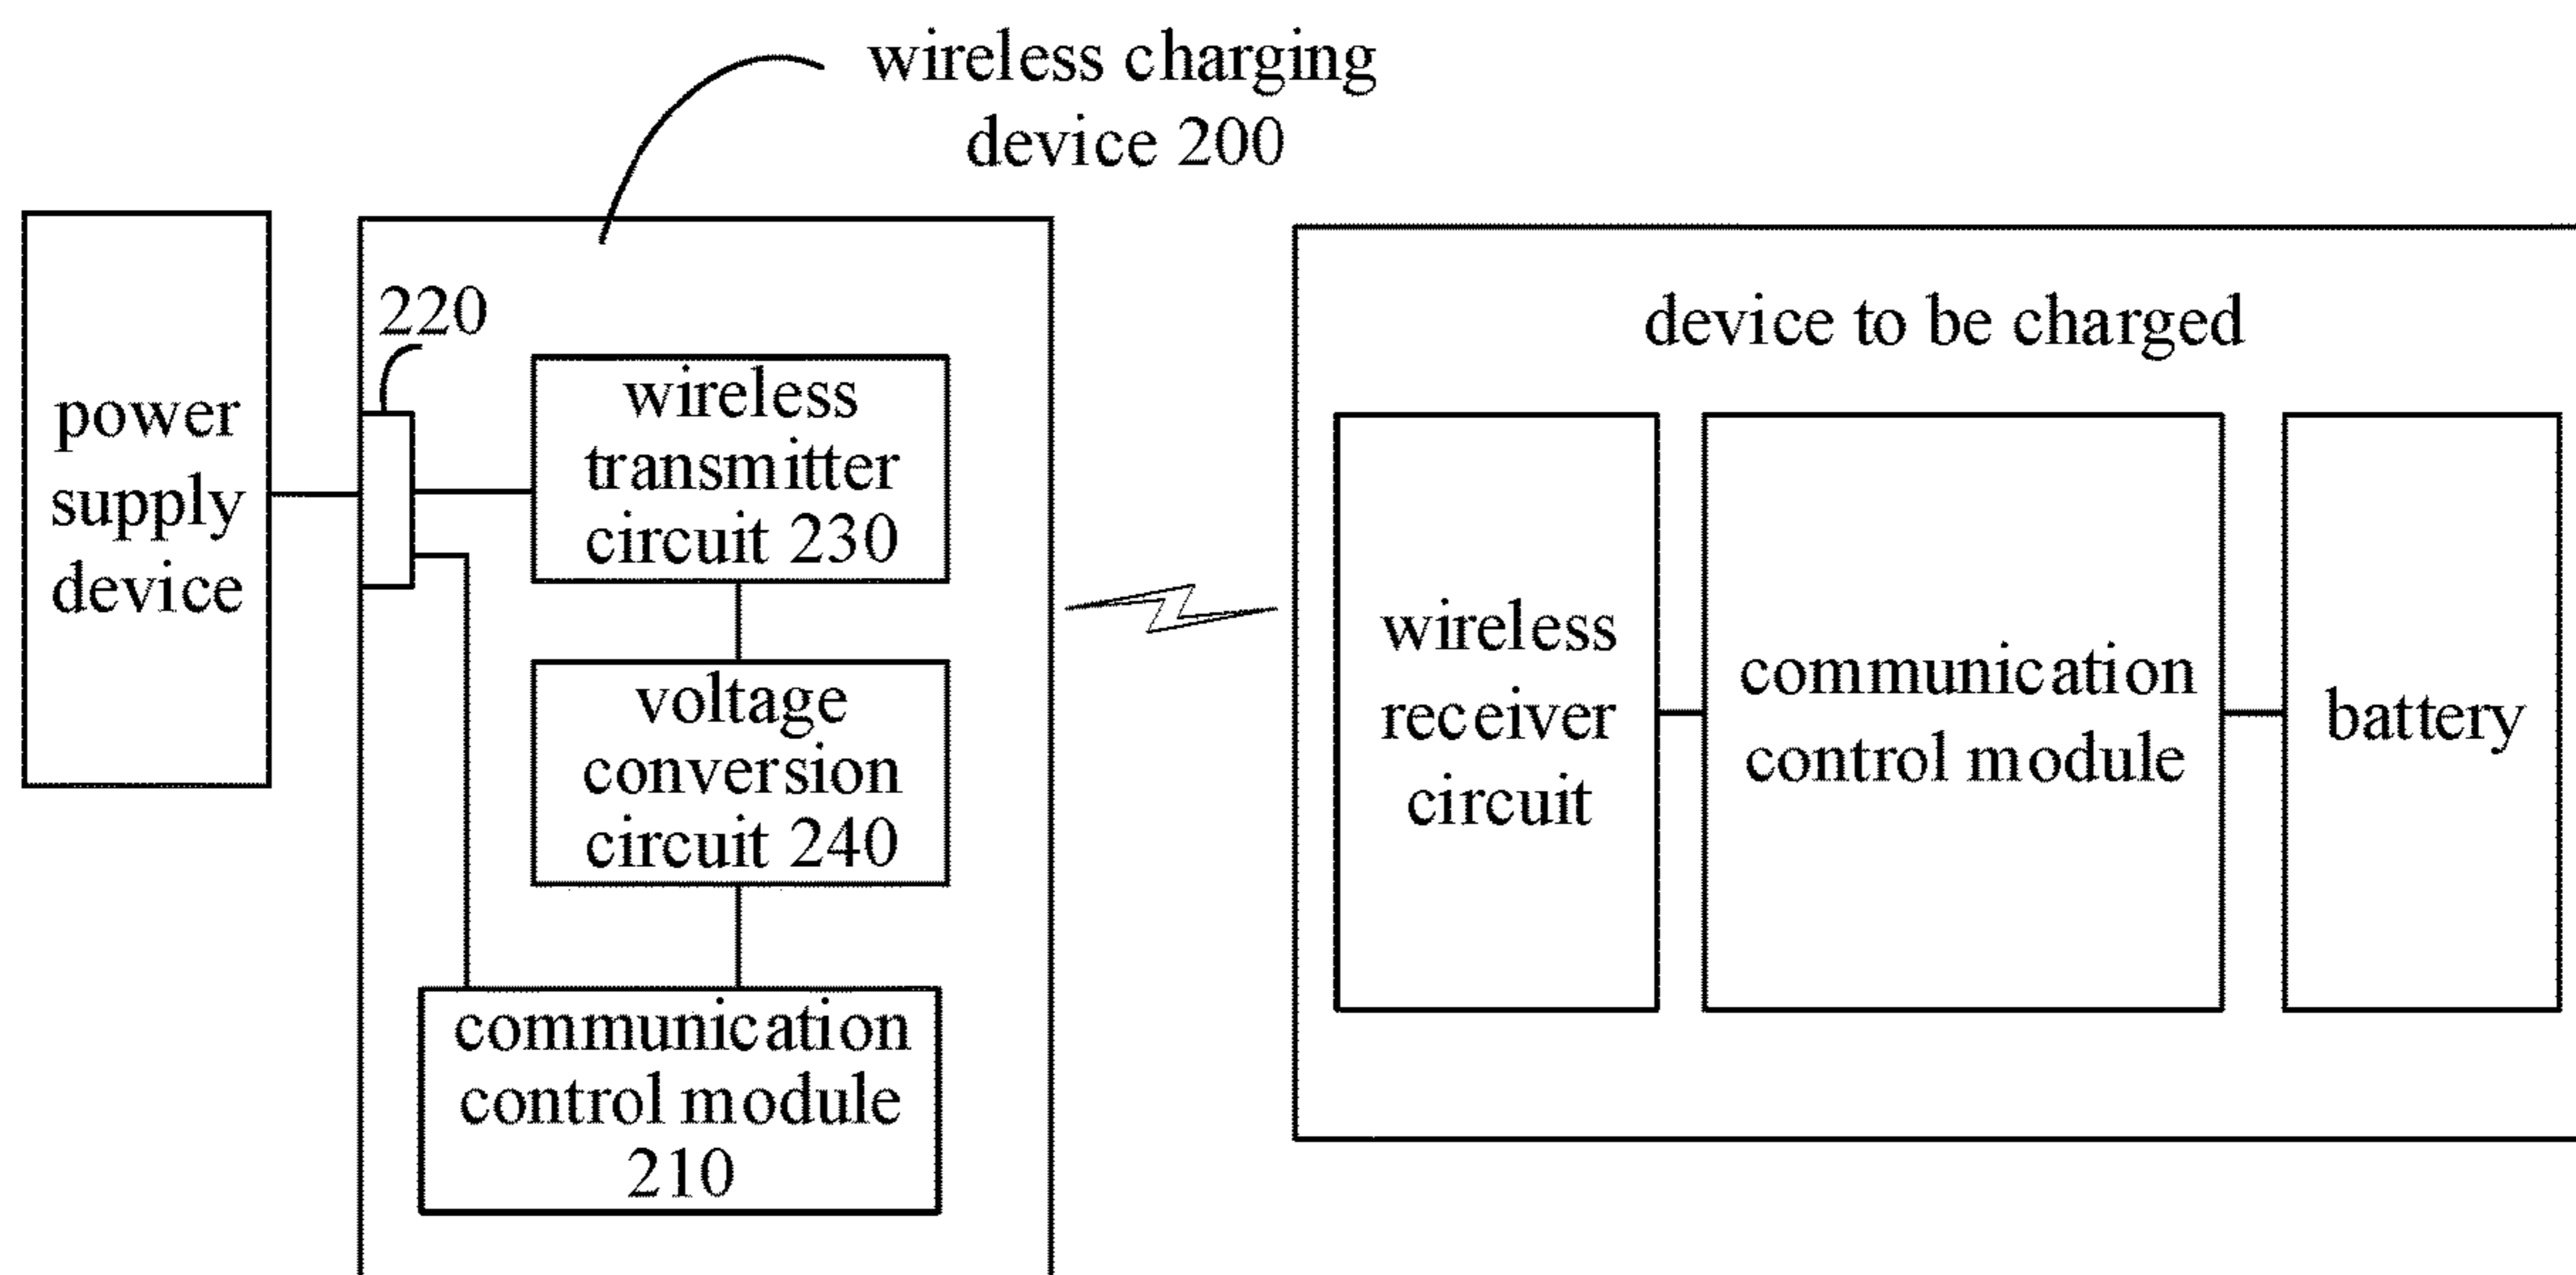 wireless charging
device 200
power
supply
device
220
wireless
transmitter
circuit 230
voltage
conversion
circuit 240
communication
control module
210
device to be charged
wireless
receiver
circuit
communication
control module
battery